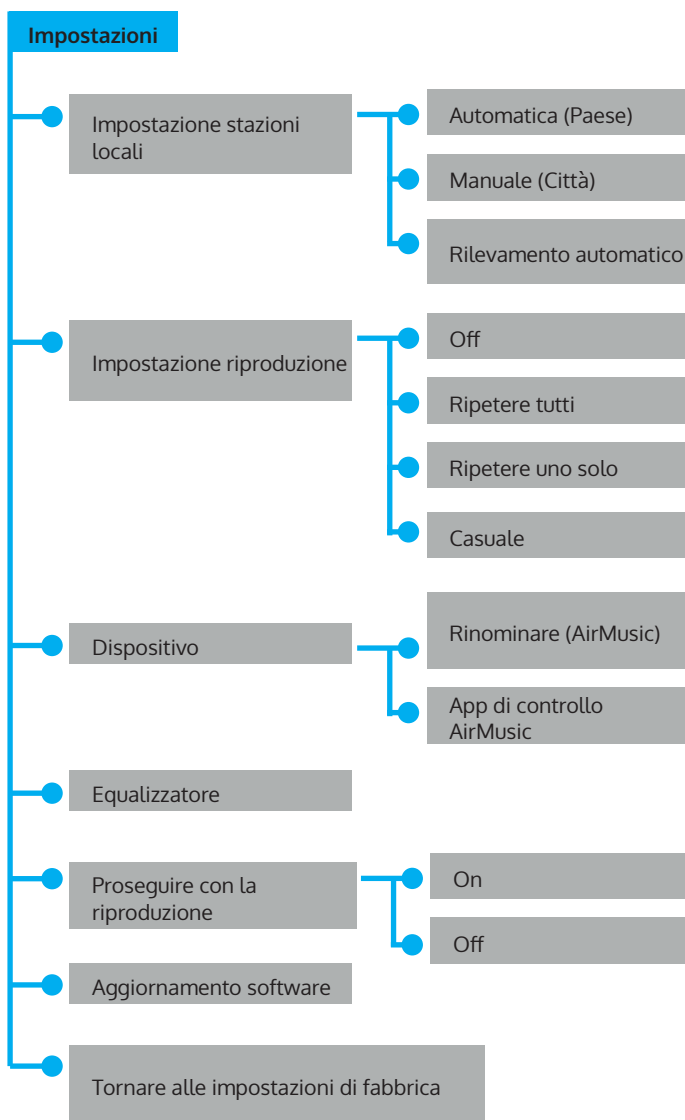 Impostazioni
Impostazione stazioni
locali
Automatica (Paese)
Manuale (Città)
Rilevamento automatico
Impostazione riproduzione
Off
Ripetere tutti
Ripetere uno solo
Casuale
Dispositivo
Rinominare (AirMusic)
App di controllo
AirMusic
Equalizzatore
Proseguire con la
riproduzione
On
Off
Aggiornamento software
Tornare alle impostazioni di fabbrica